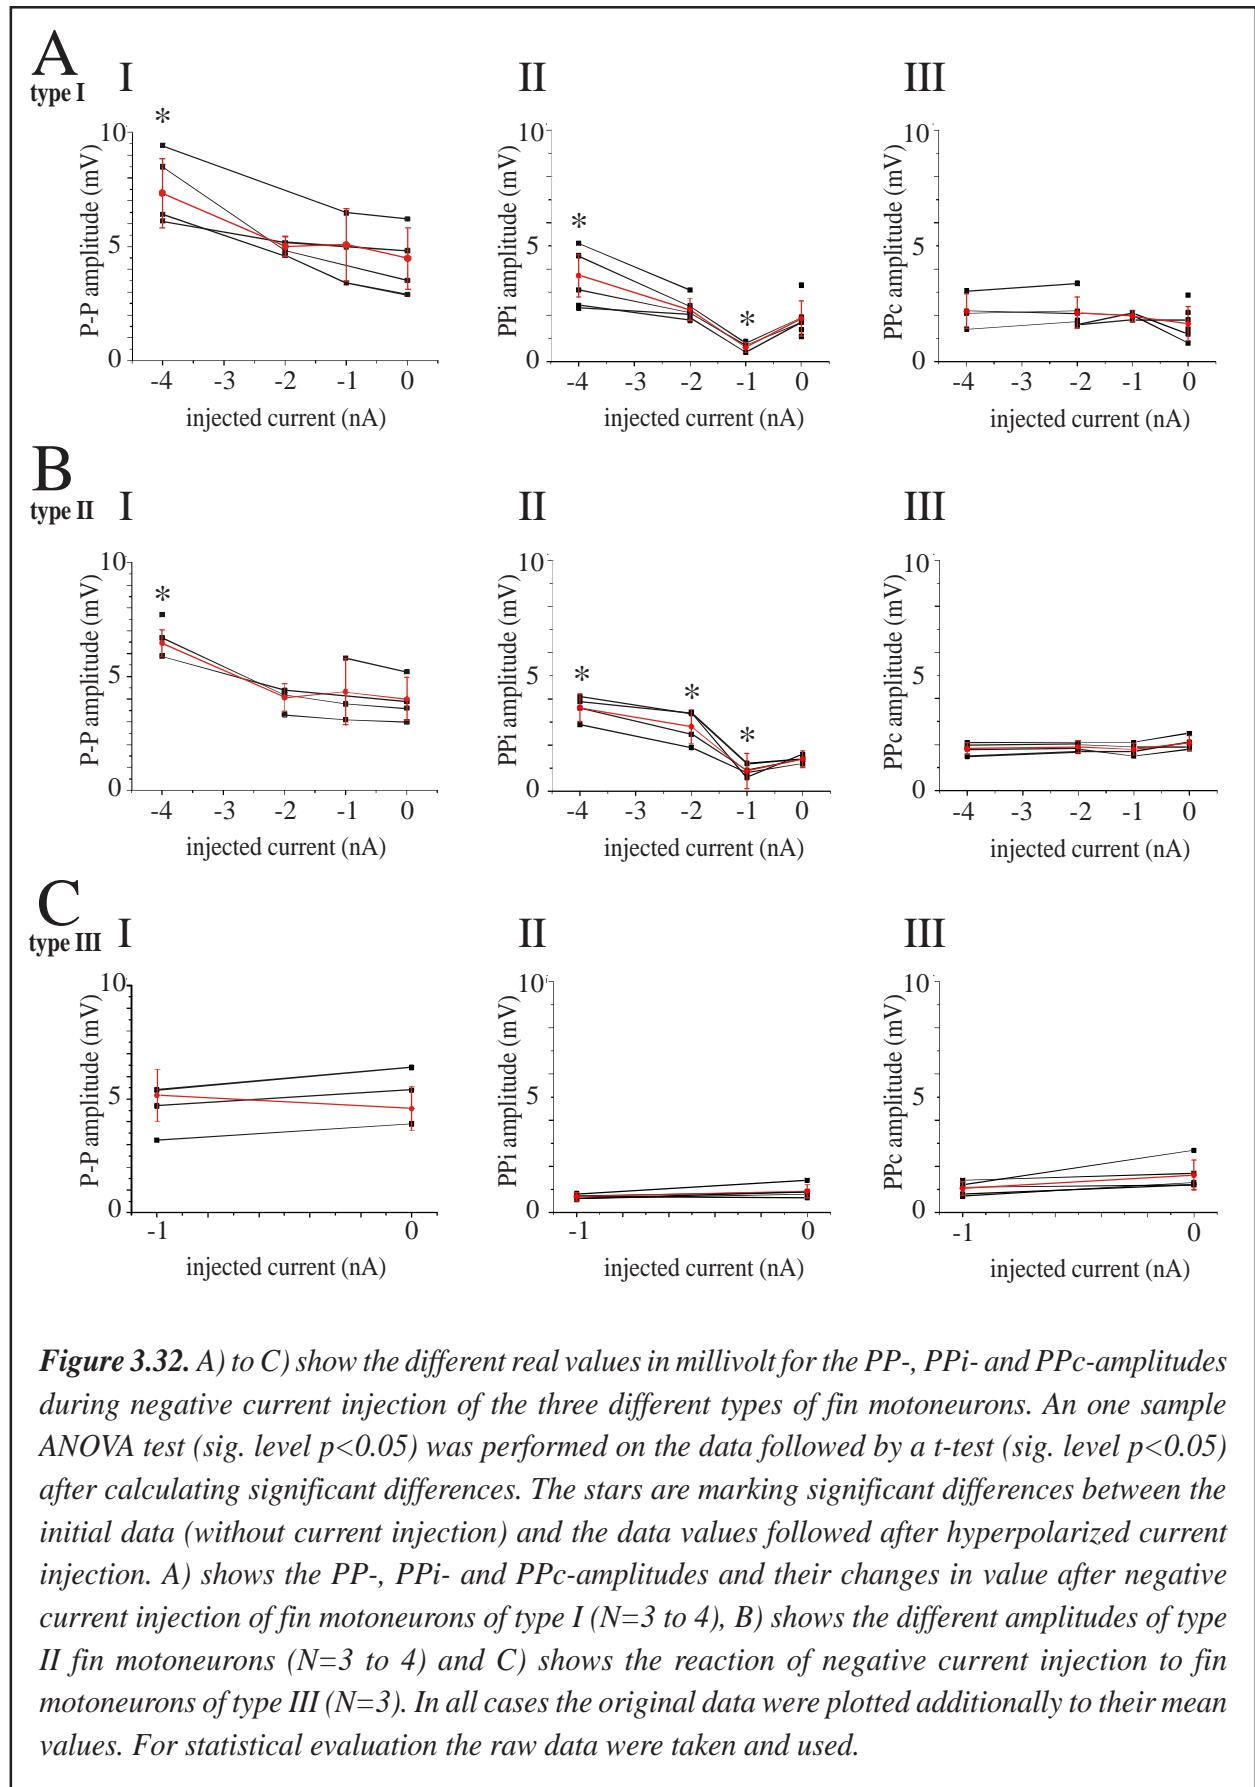 A
type I
I
II
III
*
10
5
0
P-P amplitude (mV)
-4 -3 -2 -1 0
injected current (nA)
*
*
10
5
0
PPi amplitude (mV)
-4 -3 -2 -1 0
injected current (nA)
10
5
0
PPc amplitude (mV)
-4 -3 -2 -1 0
injected current (nA)
B
type II
I
II
III
*
10
5
0
P-P amplitude (mV)
-4 -3 -2 -1 0
injected current (nA)
*
*
*
10
5
0
PPi amplitude (mV)
-4 -3 -2 -1 0
injected current (nA)
10
5
0
PPc amplitude (mV)
-4 -3 -2 -1 0
injected current (nA)
C
type III
I
II
III
10
5
0
P-P amplitude (mV)
-1 0
injected current (nA)
10
5
0
PPi amplitude (mV)
-1 0
injected current (nA)
10
5
0
PPc amplitude (mV)
-1 0
injected current (nA)
Figure 3.32. A) to C) show the different real values in millivolt for the PP-, PPi- and PPc-amplitudes
during negative current injection of the three different types of fin motoneurons. An one sample
ANOVA test (sig. level p<0.05) was performed on the data followed by a t-test (sig. level p<0.05)
after calculating significant differences. The stars are marking significant differences between the
initial data (without current injection) and the data values followed after hyperpolarized current
injection. A) shows the PP-, PPi- and PPc-amplitudes and their changes in value after negative
current injection of fin motoneurons of type I (N=3 to 4), B) shows the different amplitudes of type
II fin motoneurons (N=3 to 4) and C) shows the reaction of negative current injection to fin
motoneurons of type III (N=3). In all cases the original data were plotted additionally to their mean
values. For statistical evaluation the raw data were taken and used.